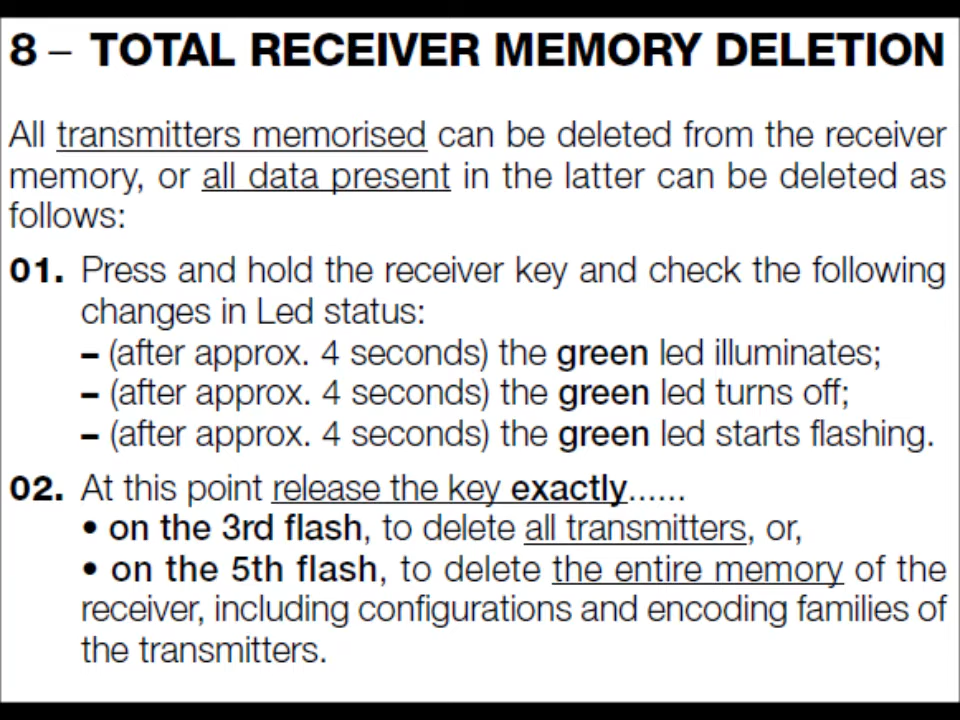 8 – TOTAL RECEIVER MEMORY DELETION
All transmitters memorised can be deleted from the receiver
memory, or all data present in the latter can be deleted as
follows:
01. Press and hold the receiver key and check the following
changes in Led status:
– (after approx. 4 seconds) the green led illuminates;
– (after approx. 4 seconds) the green led turns off;
– (after approx. 4 seconds) the green led starts flashing.
02. At this point release the key exactly......
• on the 3rd flash, to delete all transmitters, or,
• on the 5th flash, to delete the entire memory of the
receiver, including configurations and encoding families of
the transmitters.